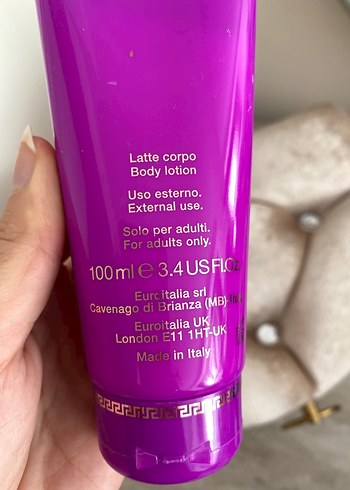 Latte corpo
Body lotion
Uso esterno.
External use.
Solo per adulti.
For adults only.
100ml ℮ 3.4 US Fl.Oz
Euroitalia srl
Cavenago di Brianza (MB)-
Euroitalia UK
London E11 1HT-UK
Made in Italy